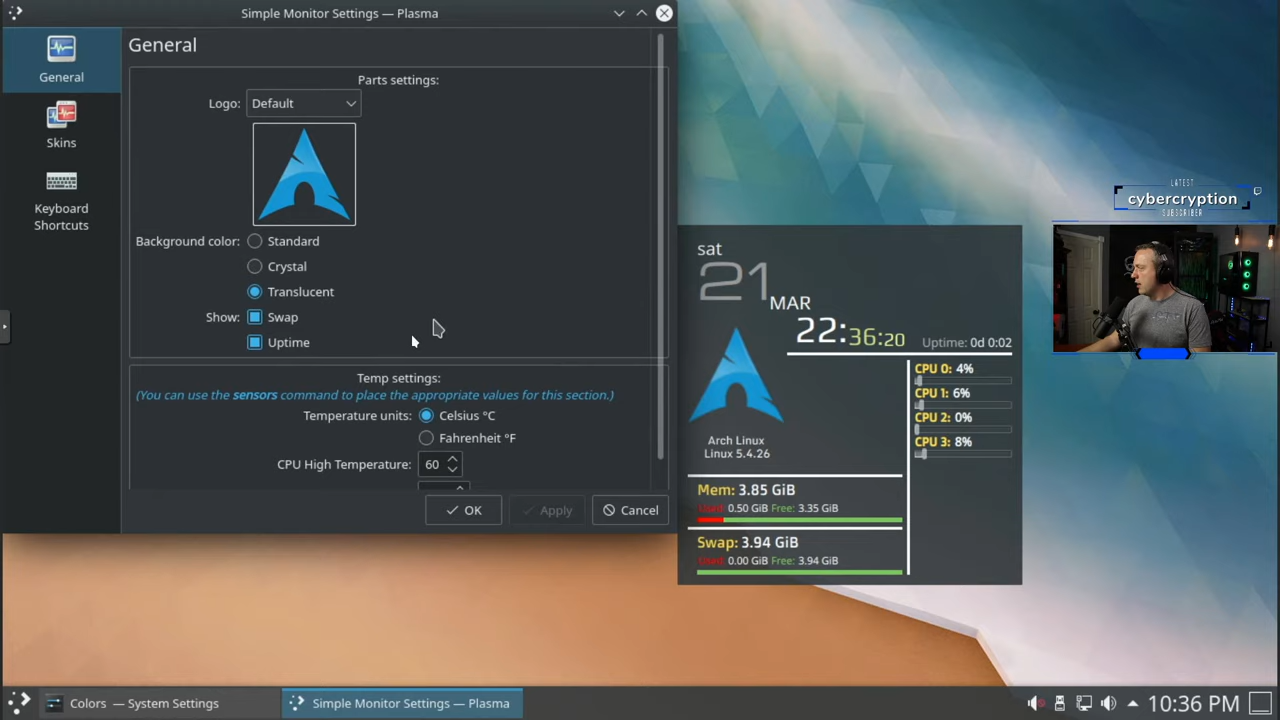 Simple Monitor Settings — Plasma
General
Skins
Keyboard
Shortcuts
General
Parts settings:
Logo: Default
Background color: Standard
Crystal
Translucent
Show: Swap
Uptime
Temp settings:
(You can use the sensors command to place the appropriate values for this section.)
Temperature units: Celsius °C
Fahrenheit °F
CPU High Temperature: 60
OK
Apply
Cancel
LATEST
cybercryption
SUBSCRIBER
sat
21
MAR
22:36:20
Uptime: 0d 0:02
Arch Linux
Linux 5.4.26
CPU 0: 4%
CPU 1: 6%
CPU 2: 0%
CPU 3: 8%
Mem: 3.85 GiB
Used: 0.50 GiB Free: 3.35 GiB
Swap: 3.94 GiB
Used: 0.00 GiB Free: 3.94 GiB
Colors — System Settings
Simple Monitor Settings — Plasma
10:36 PM